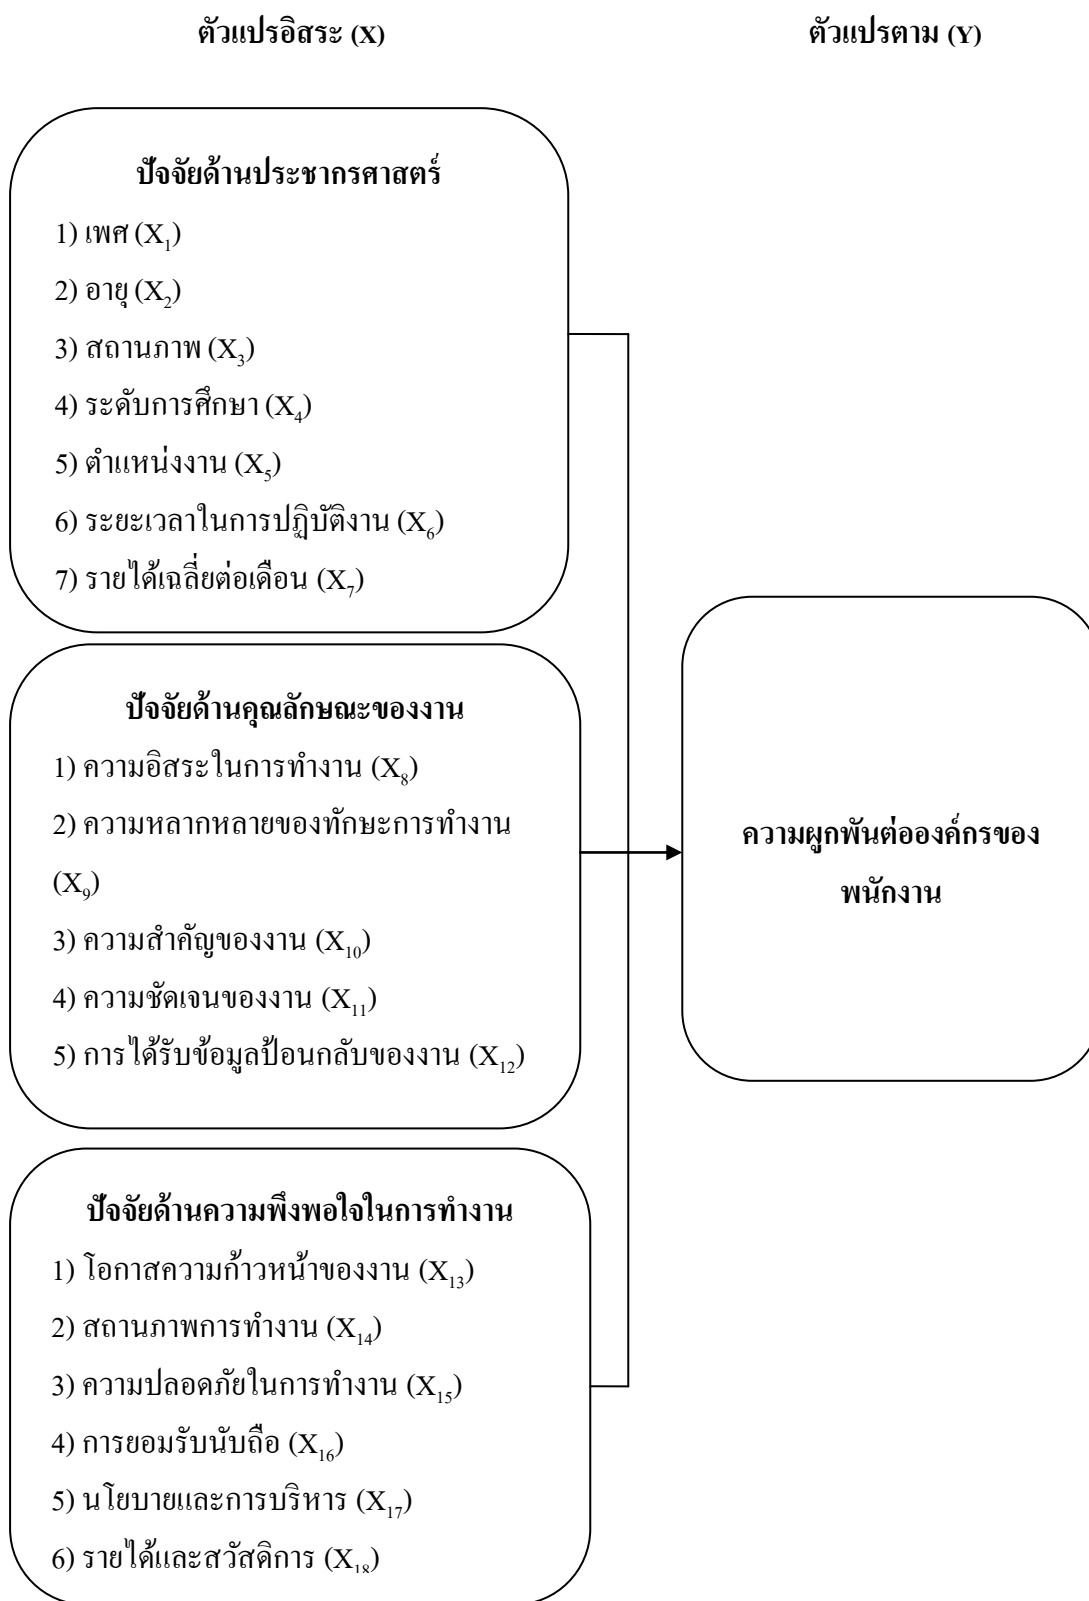 ตัวแปรอิสระ (X)
ตัวแปรตาม (Y)
ปัจจัยด้านประชากรศาสตร์
1) เพศ (X₁)
2) อายุ (X₂)
3) สถานภาพ (X₃)
4) ระดับการศึกษา (X₄)
5) ตำแหน่งงาน (X₅)
6) ระยะเวลาในการปฏิบัติงาน (X₆)
7) รายได้เฉลี่ยต่อเดือน (X₇)
ปัจจัยด้านคุณลักษณะของงาน
1) ความอิสระในการทำงาน (X₈)
2) ความหลากหลายของทักษะการทำงาน
(X₉)
3) ความสำคัญของงาน (X₁₀)
4) ความชัดเจนของงาน (X₁₁)
5) การได้รับข้อมูลป้อนกลับของงาน (X₁₂)
ปัจจัยด้านความพึงพอใจในการทำงาน
1) โอกาสความก้าวหน้าของงาน (X₁₃)
2) สถานภาพการทำงาน (X₁₄)
3) ความปลอดภัยในการทำงาน (X₁₅)
4) การยอมรับนับถือ (X₁₆)
5) นโยบายและการบริหาร (X₁₇)
6) รายได้และสวัสดิการ (X₁₈)
ความผูกพันต่อองค์กรของ
พนักงาน